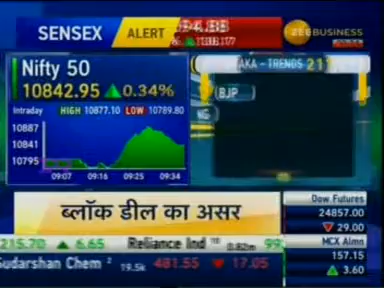 SENSEX ALERT
ZEE BUSINESS
Nifty 50
10842.95 ▲ 0.34%
Intraday HIGH 10877.10 LOW 10789.80
10887
10841
10795
09:07 09:16 09:25 09:34
AKA - TRENDS 21
BJP
ब्लॉक डील का असर
Dow Futures
24857.00
▼ 29.00
MCX Almn
157.15
▲ 3.60
215.70 ▲ 6.65 Reliance Ind
Sudarshan Chem 2 19.5k 481.55 ▼ 17.05